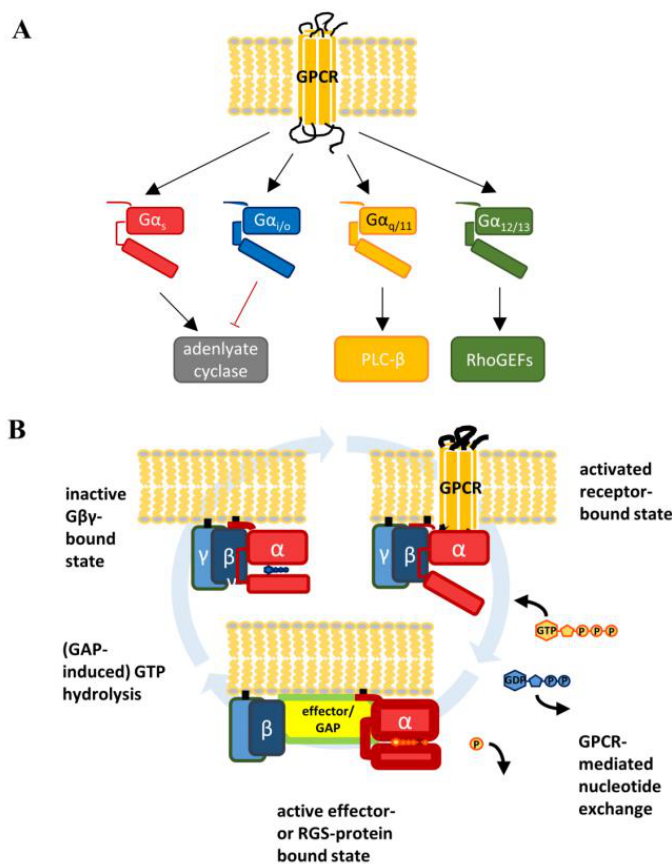 A
GPCR
Gαs
Gαi/o
Gαq/11
Gα12/13
adenlyate
cyclase
PLC-β
RhoGEFs
B
inactive
Gβγ-
bound
state
GPCR
activated
receptor-
bound state
γ
β
γ
α
γ
β
α
GTP
P
P
P
GDP
P
P
(GAP-
induced) GTP
hydrolysis
β
effector/
GAP
α
P
GPCR-
mediated
nucleotide
exchange
active effector-
or RGS-protein
bound state